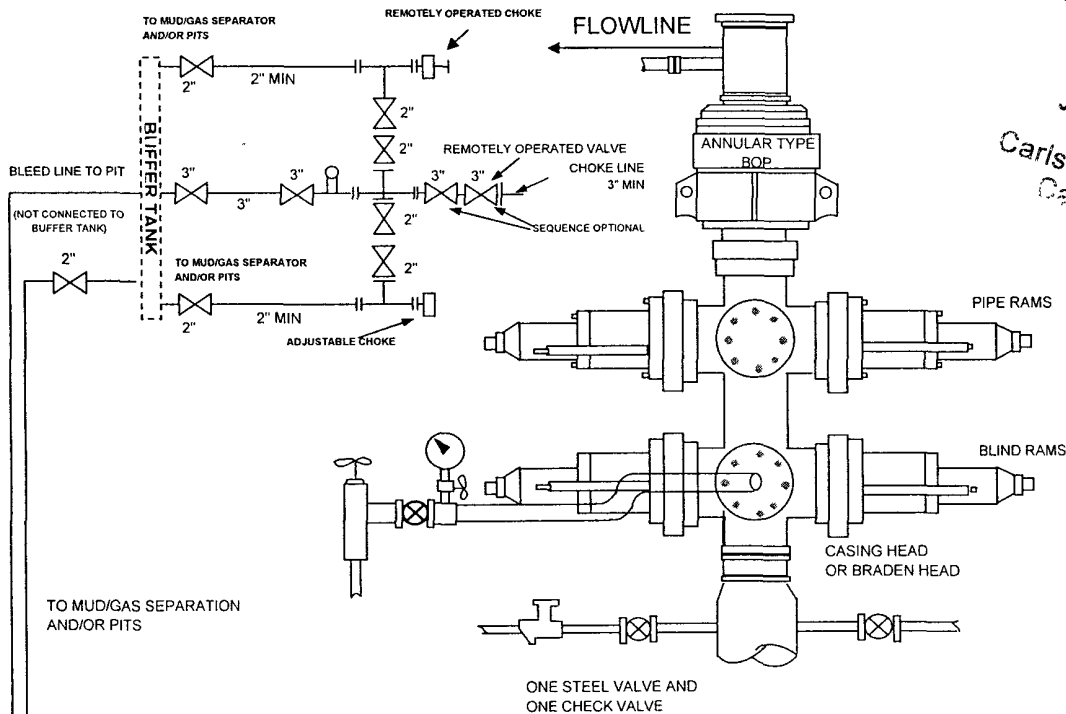 TO MUD/GAS SEPARATOR
AND/OR PITS
REMOTELY OPERATED CHOKE
FLOWLINE
2"
2" MIN
2"
2"
BUFFER TANK
ANNULAR TYPE
BOP
REMOTELY OPERATED VALVE
CHOKE LINE
3" MIN
BLEED LINE TO PIT
3"
3"
3"
3"
(NOT CONNECTED TO
BUFFER TANK)
2"
SEQUENCE OPTIONAL
2"
TO MUD/GAS SEPARATOR
AND/OR PITS
2"
2"
2" MIN
ADJUSTABLE CHOKE
PIPE RAMS
BLIND RAMS
CASING HEAD
OR BRADEN HEAD
TO MUD/GAS SEPARATION
AND/OR PITS
ONE STEEL VALVE AND
ONE CHECK VALVE